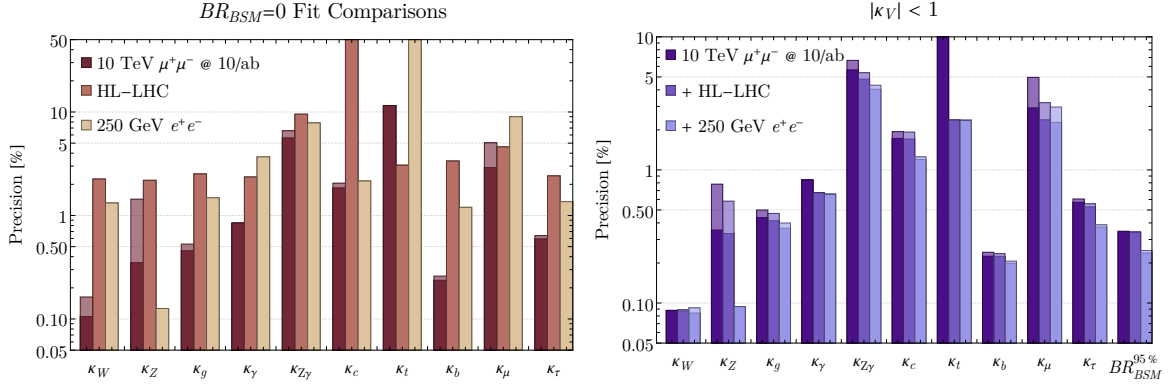 BR_BSM=0 Fit Comparisons
50
10
5
1
0.50
0.10
0.05
Precision [%]
10 TeV μ⁺μ⁻ @ 10/ab
HL−LHC
250 GeV e⁺e⁻
κ_W κ_Z κ_g κ_γ κ_Zγ κ_c κ_t κ_b κ_μ κ_τ
|κ_V| < 1
10
5
1
0.50
0.10
0.05
Precision [%]
10 TeV μ⁺μ⁻ @ 10/ab
+ HL−LHC
+ 250 GeV e⁺e⁻
κ_W κ_Z κ_g κ_γ κ_Zγ κ_c κ_t κ_b κ_μ κ_τ BR_BSM^95%